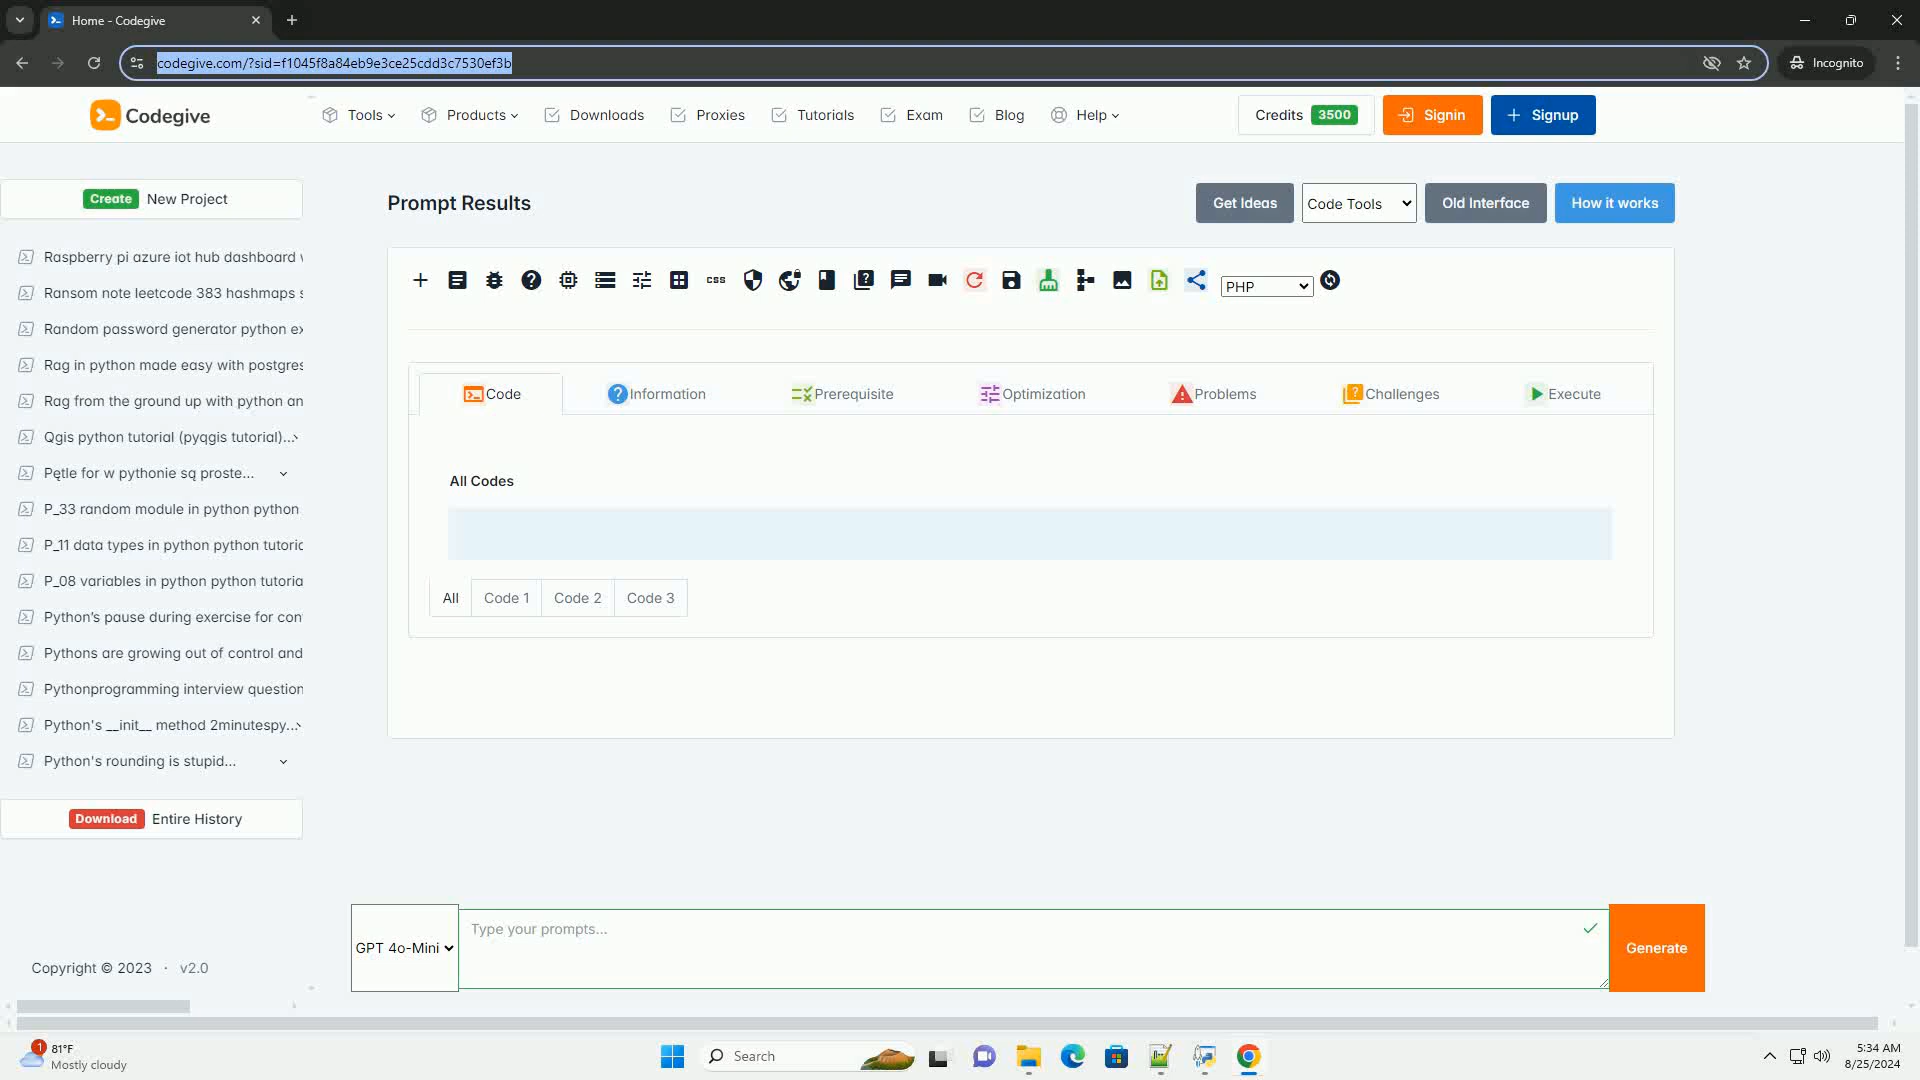 Home - Codegive
codegive.com/?sid=f1045f8a84eb9e3ce25cdd3c7530ef3b
Incognito
Codegive
Tools
Products
Downloads
Proxies
Tutorials
Exam
Blog
Help
Credits 3500
Signin
Signup
Create New Project
Prompt Results
Get Ideas
Code Tools
Old Interface
How it works
Raspberry pi azure iot hub dashboard
Ransom note leetcode 383 hashmaps s
Random password generator python ex
Rag in python made easy with postgres
Rag from the ground up with python an
Qgis python tutorial (pyqgis tutorial)...
Pętle for w pythonie są proste...
P_33 random module in python python
P_11 data types in python python tutoria
P_08 variables in python python tutoria
Python's pause during exercise for con
Pythons are growing out of control and
Pythonprogramming interview question
Python's __init__ method 2minutespy...
Python's rounding is stupid...
Download Entire History
css
PHP
Code
Information
Prerequisite
Optimization
Problems
Challenges
Execute
All Codes
All
Code 1
Code 2
Code 3
GPT 4o-Mini
Type your prompts...
Generate
Copyright © 2023 · v2.0
1
81°F
Mostly cloudy
Search
5:34 AM
8/25/2024